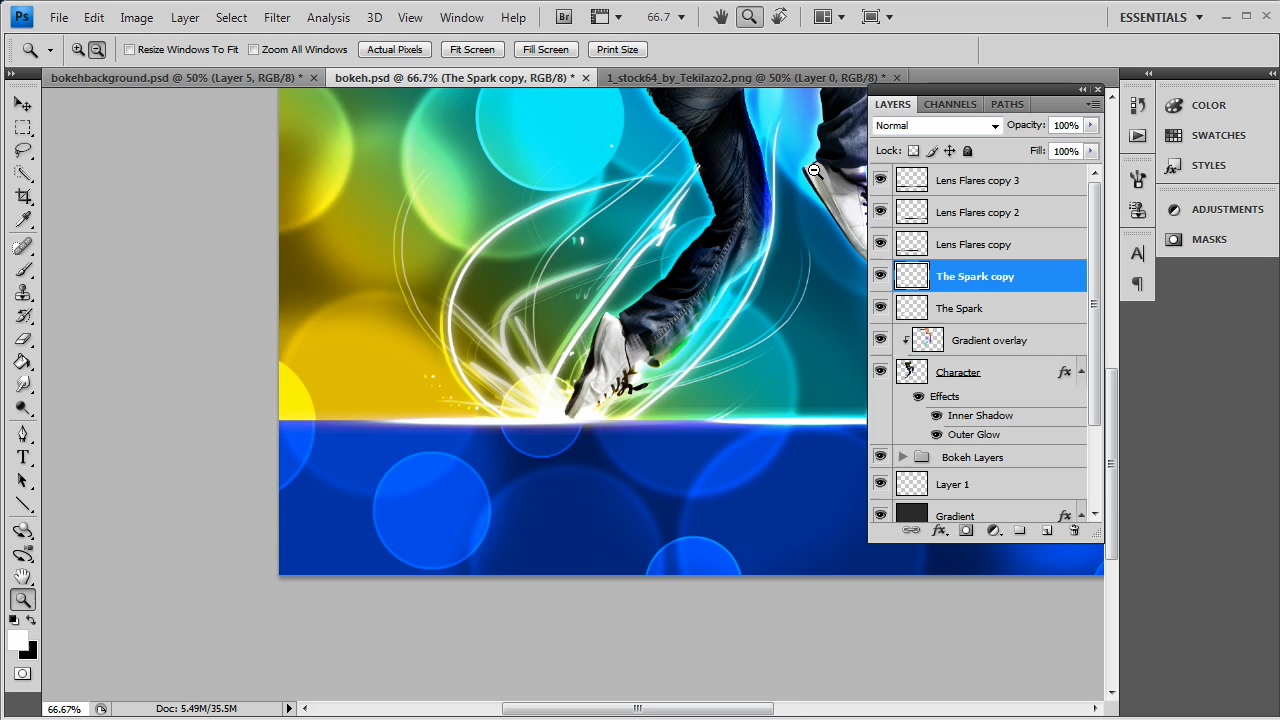 Ps File Edit Image Layer Select Filter Analysis 3D View Window Help Br 66.7 ESSENTIALS
Resize Windows To Fit Zoom All Windows Actual Pixels Fit Screen Fill Screen Print Size
bokehbackground.psd @ 50% (Layer 5, RGB/8) * bokeh.psd @ 66.7% (The Spark copy, RGB/8) * 1_stock64_by_Tekilazo2.png @ 50% (Layer 0, RGB/8) *
LAYERS CHANNELS PATHS
Normal Opacity: 100%
Lock: Fill: 100%
Lens Flares copy 3
Lens Flares copy 2
Lens Flares copy
The Spark copy
The Spark
Gradient overlay
Character fx
Effects
Inner Shadow
Outer Glow
Bokeh Layers
Layer 1
Gradient fx
fx.
COLOR
SWATCHES
STYLES
ADJUSTMENTS
MASKS
A
T
66.67% Doc: 5.49M/35.5M